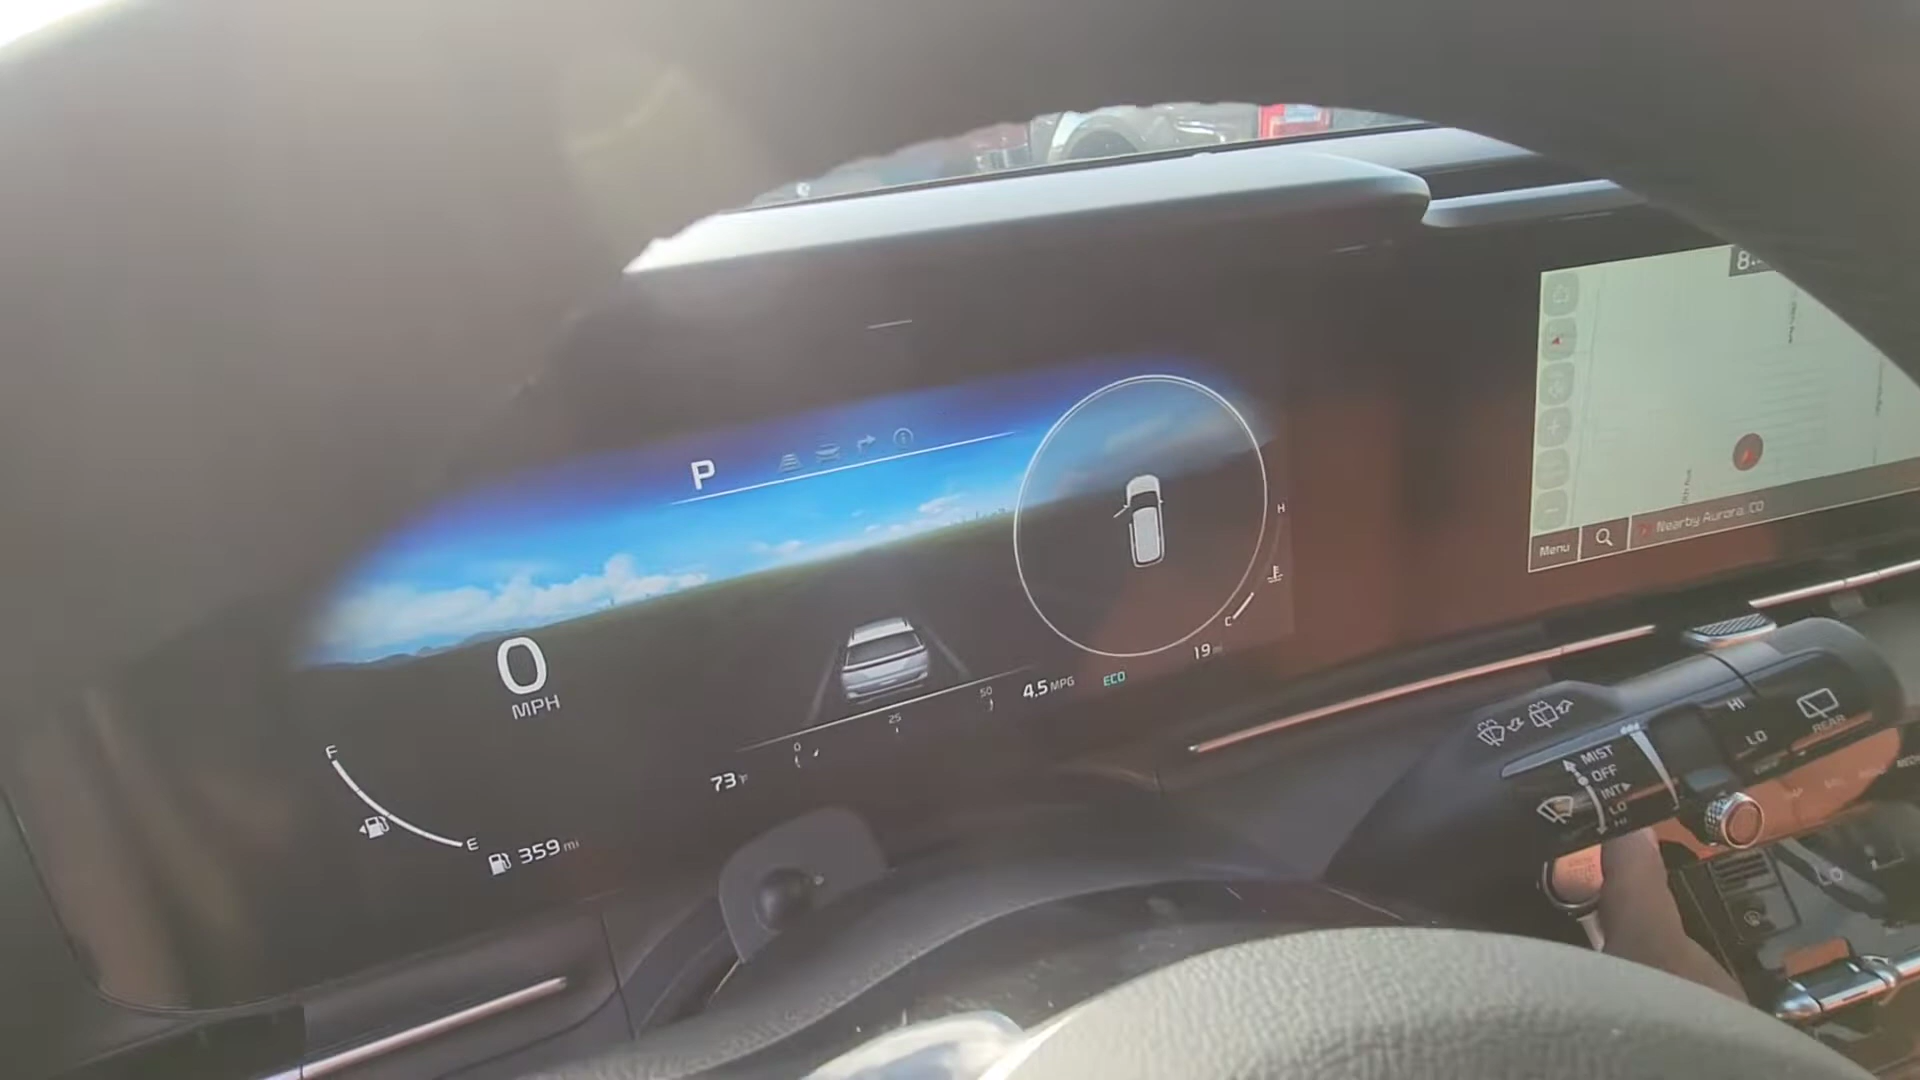 P
0
MPH
F
E
359 mi
73°F
0
25
50
4.5 MPG
ECO
19 mi
H
C
8:
Menu
Nearby Aurora, CO
MIST
OFF
INT
LO
HI
HI
LO
REAR